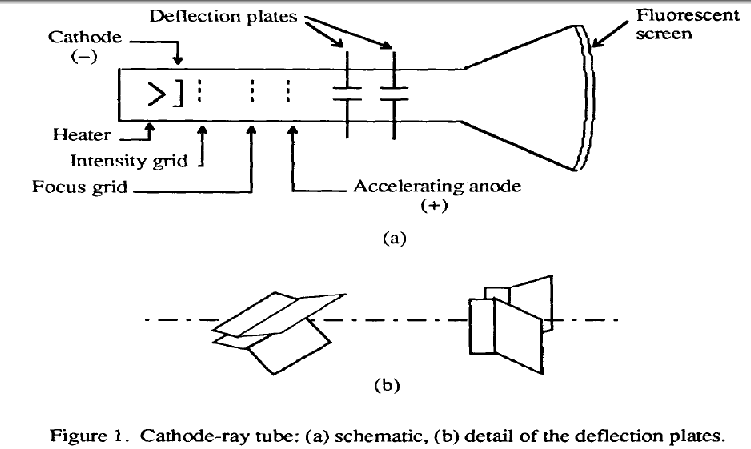 Deflection plates
Fluorescent
screen
Cathode
(−)
Heater
Intensity grid
Focus grid
Accelerating anode
(+)
(a)
(b)
Figure 1. Cathode-ray tube: (a) schematic, (b) detail of the deflection plates.